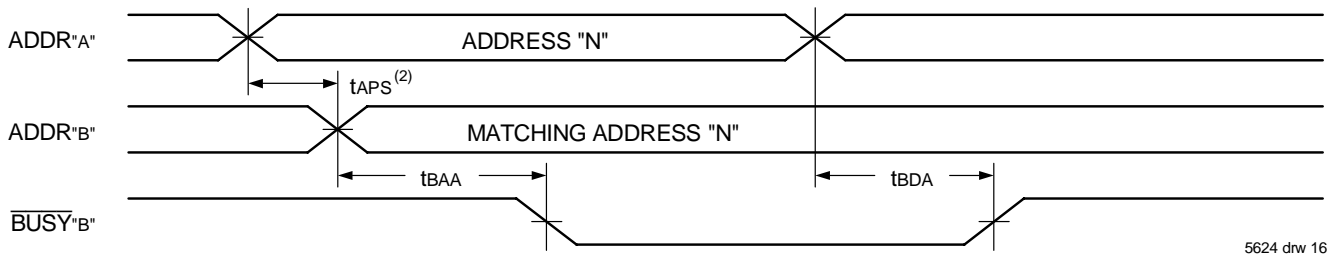 ADDR"A"
ADDRESS "N"
tAPS(2)
ADDR"B"
MATCHING ADDRESS "N"
tBAA
tBDA
BUSY"B"
5624 drw 16